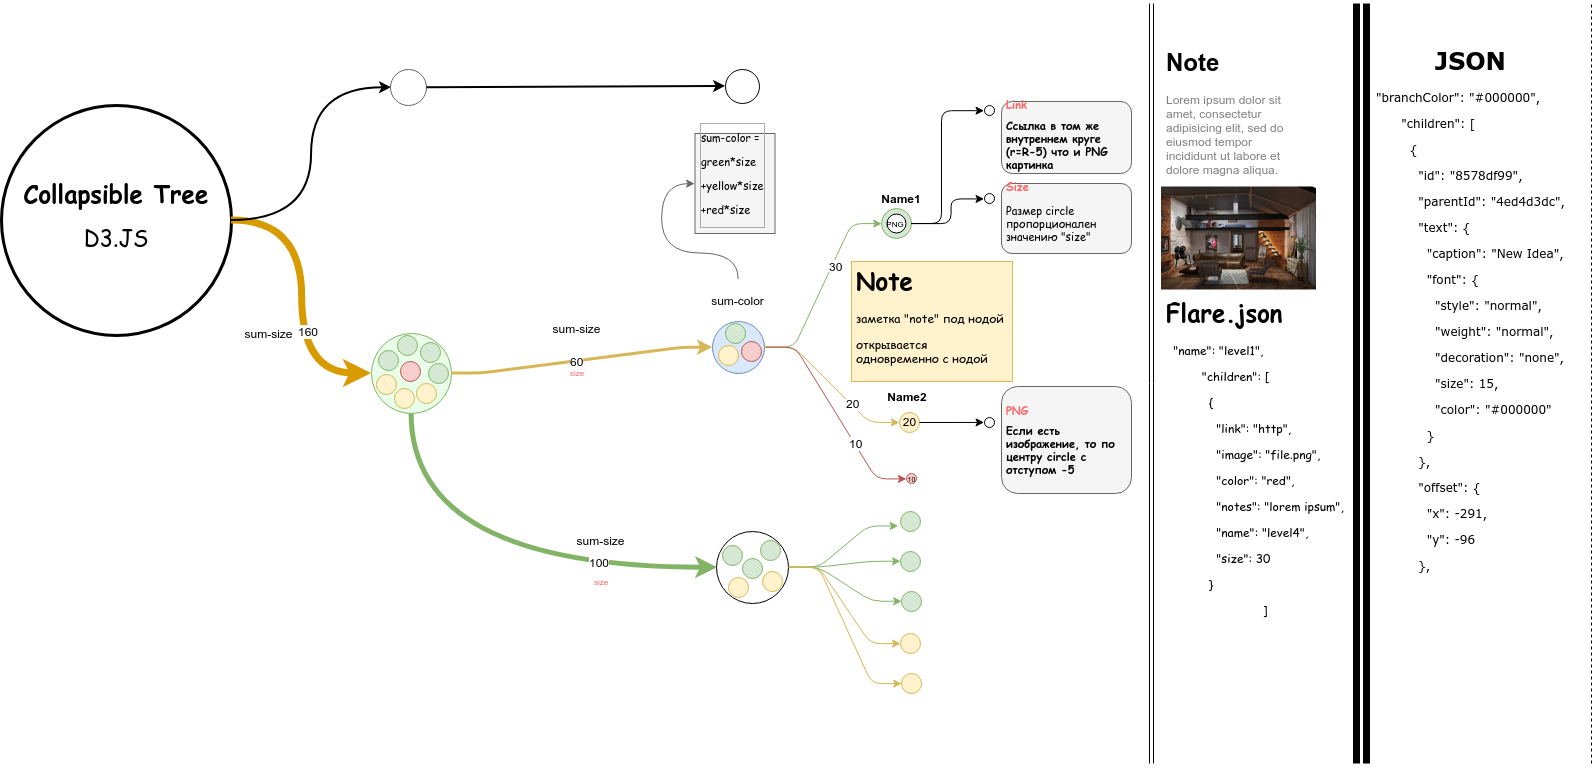 Collapsible Tree
D3.JS
sum-size 160
sum-color =
green*size
+yellow*size
+red*size
sum-color
sum-size
60
size
sum-size
100
size
30
20
10
Name1
PNG
Link
Ссылка в том же
внутреннем круге
(r=R-5) что и PNG
картинка
Size
Размер circle
пропорционален
значению "size"
Note
заметка "note" под нодой
открывается
одновременно с нодой
Name2
20
10
PNG
Если есть
изображение, то по
центру circle с
отступом -5
Note
Lorem ipsum dolor sit
amet, consectetur
adipisicing elit, sed do
eiusmod tempor
incididunt ut labore et
dolore magna aliqua.
Flare.json
"name": "level1",
"children": [
{
"link": "http",
"image": "file.png",
"color": "red",
"notes": "lorem ipsum",
"name": "level4",
"size": 30
}
]
JSON
"branchColor": "#000000",
"children": [
{
"id": "8578df99",
"parentId": "4ed4d3dc",
"text": {
"caption": "New Idea",
"font": {
"style": "normal",
"weight": "normal",
"decoration": "none",
"size": 15,
"color": "#000000"
}
},
"offset": {
"x": -291,
"y": -96
},